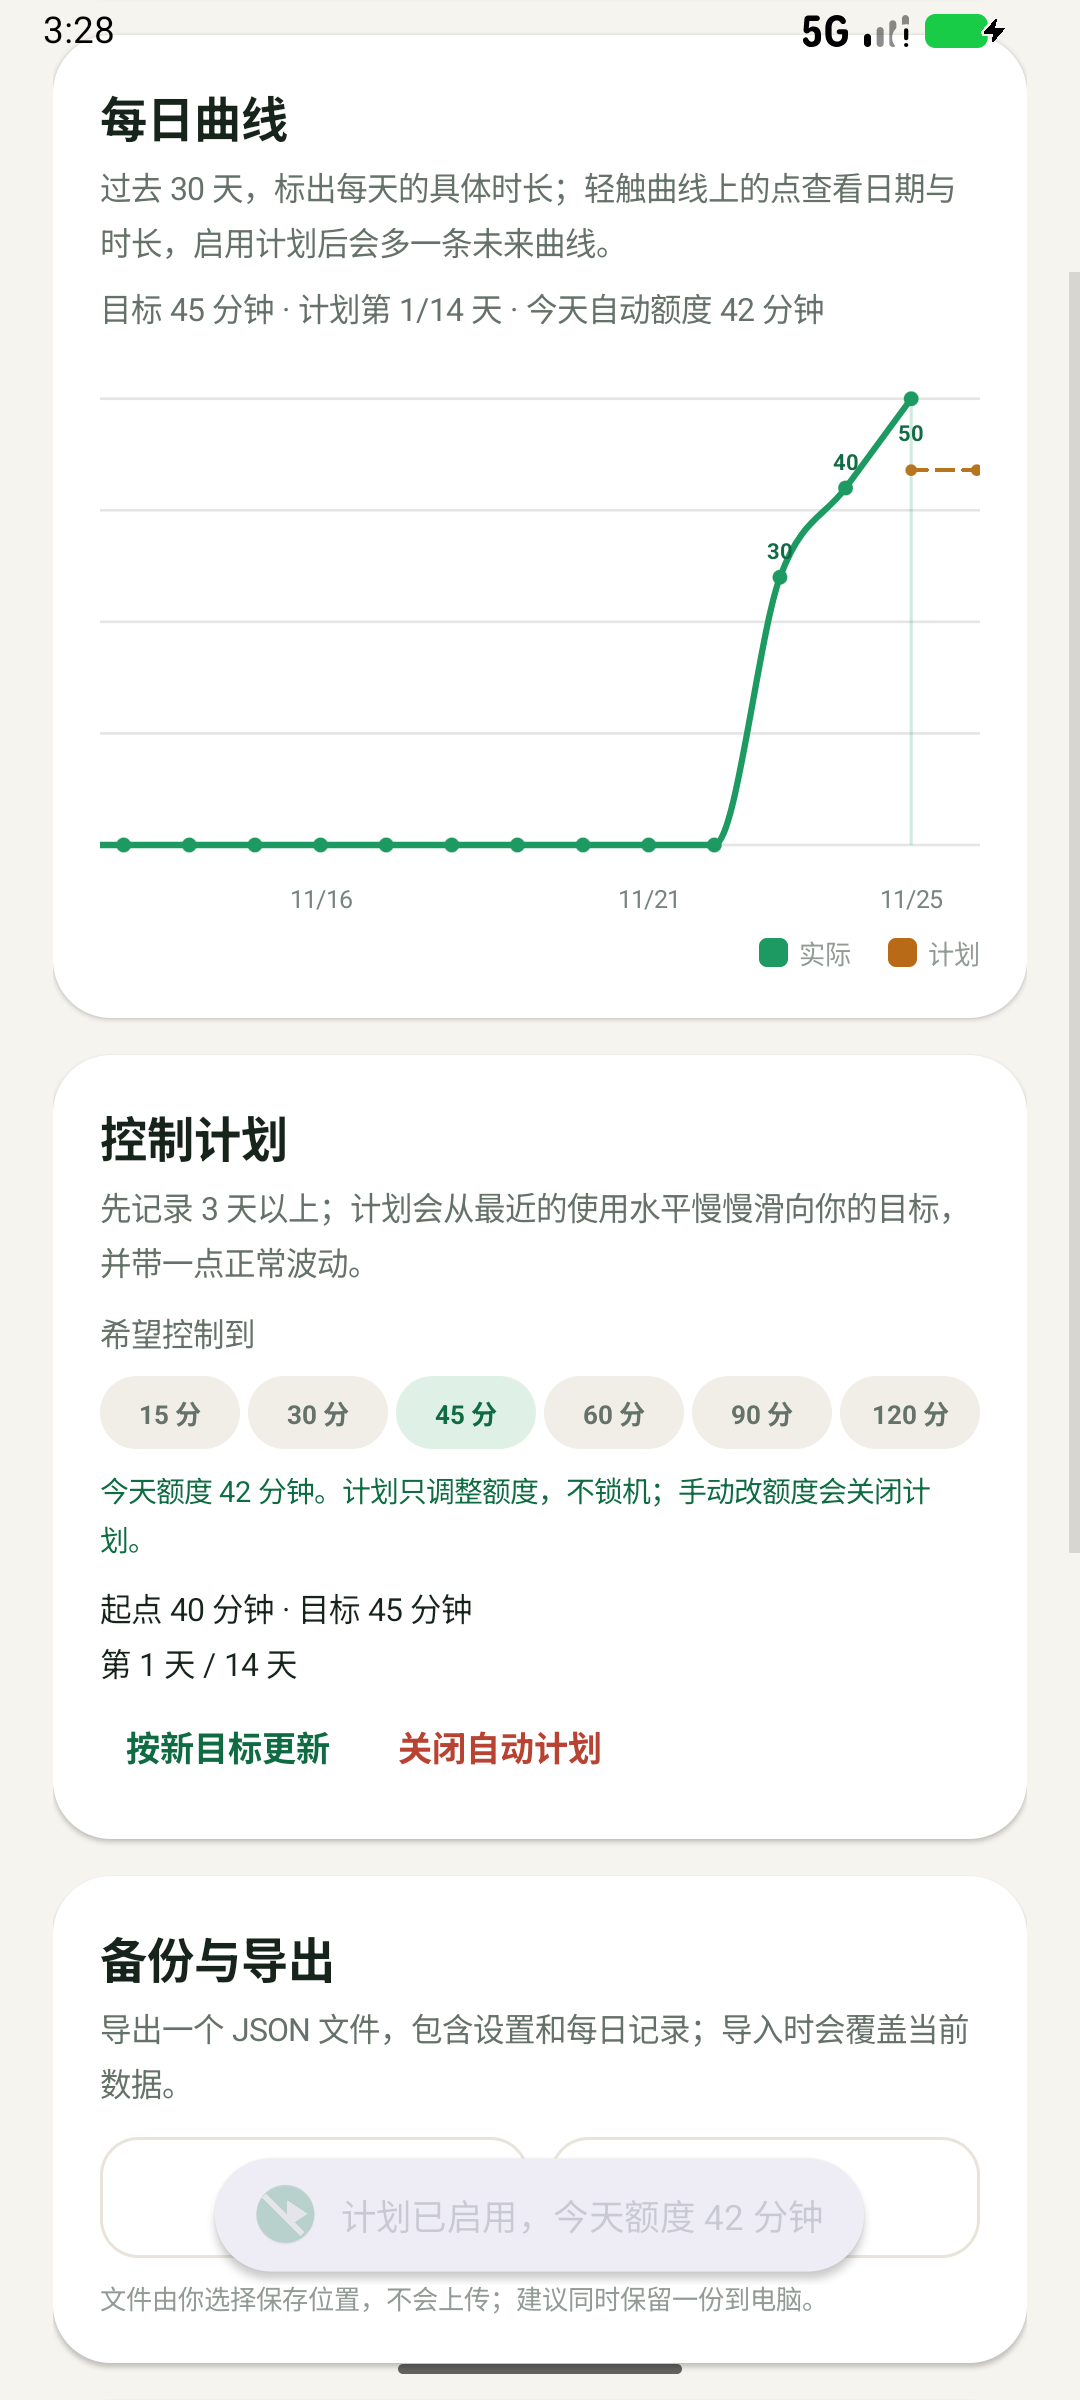 3:28
5G
每日曲线
过去 30 天，标出每天的具体时长；轻触曲线上的点查看日期与
时长，启用计划后会多一条未来曲线。
目标 45 分钟 · 计划第 1/14 天 · 今天自动额度 42 分钟
50
40
30
11/16
11/21
11/25
实际
计划
控制计划
先记录 3 天以上；计划会从最近的使用水平慢慢滑向你的目标，
并带一点正常波动。
希望控制到
15 分
30 分
45 分
60 分
90 分
120 分
今天额度 42 分钟。计划只调整额度，不锁机；手动改额度会关闭计
划。
起点 40 分钟 · 目标 45 分钟
第 1 天 / 14 天
按新目标更新
关闭自动计划
备份与导出
导出一个 JSON 文件，包含设置和每日记录；导入时会覆盖当前
数据。
计划已启用，今天额度 42 分钟
文件由你选择保存位置，不会上传；建议同时保留一份到电脑。